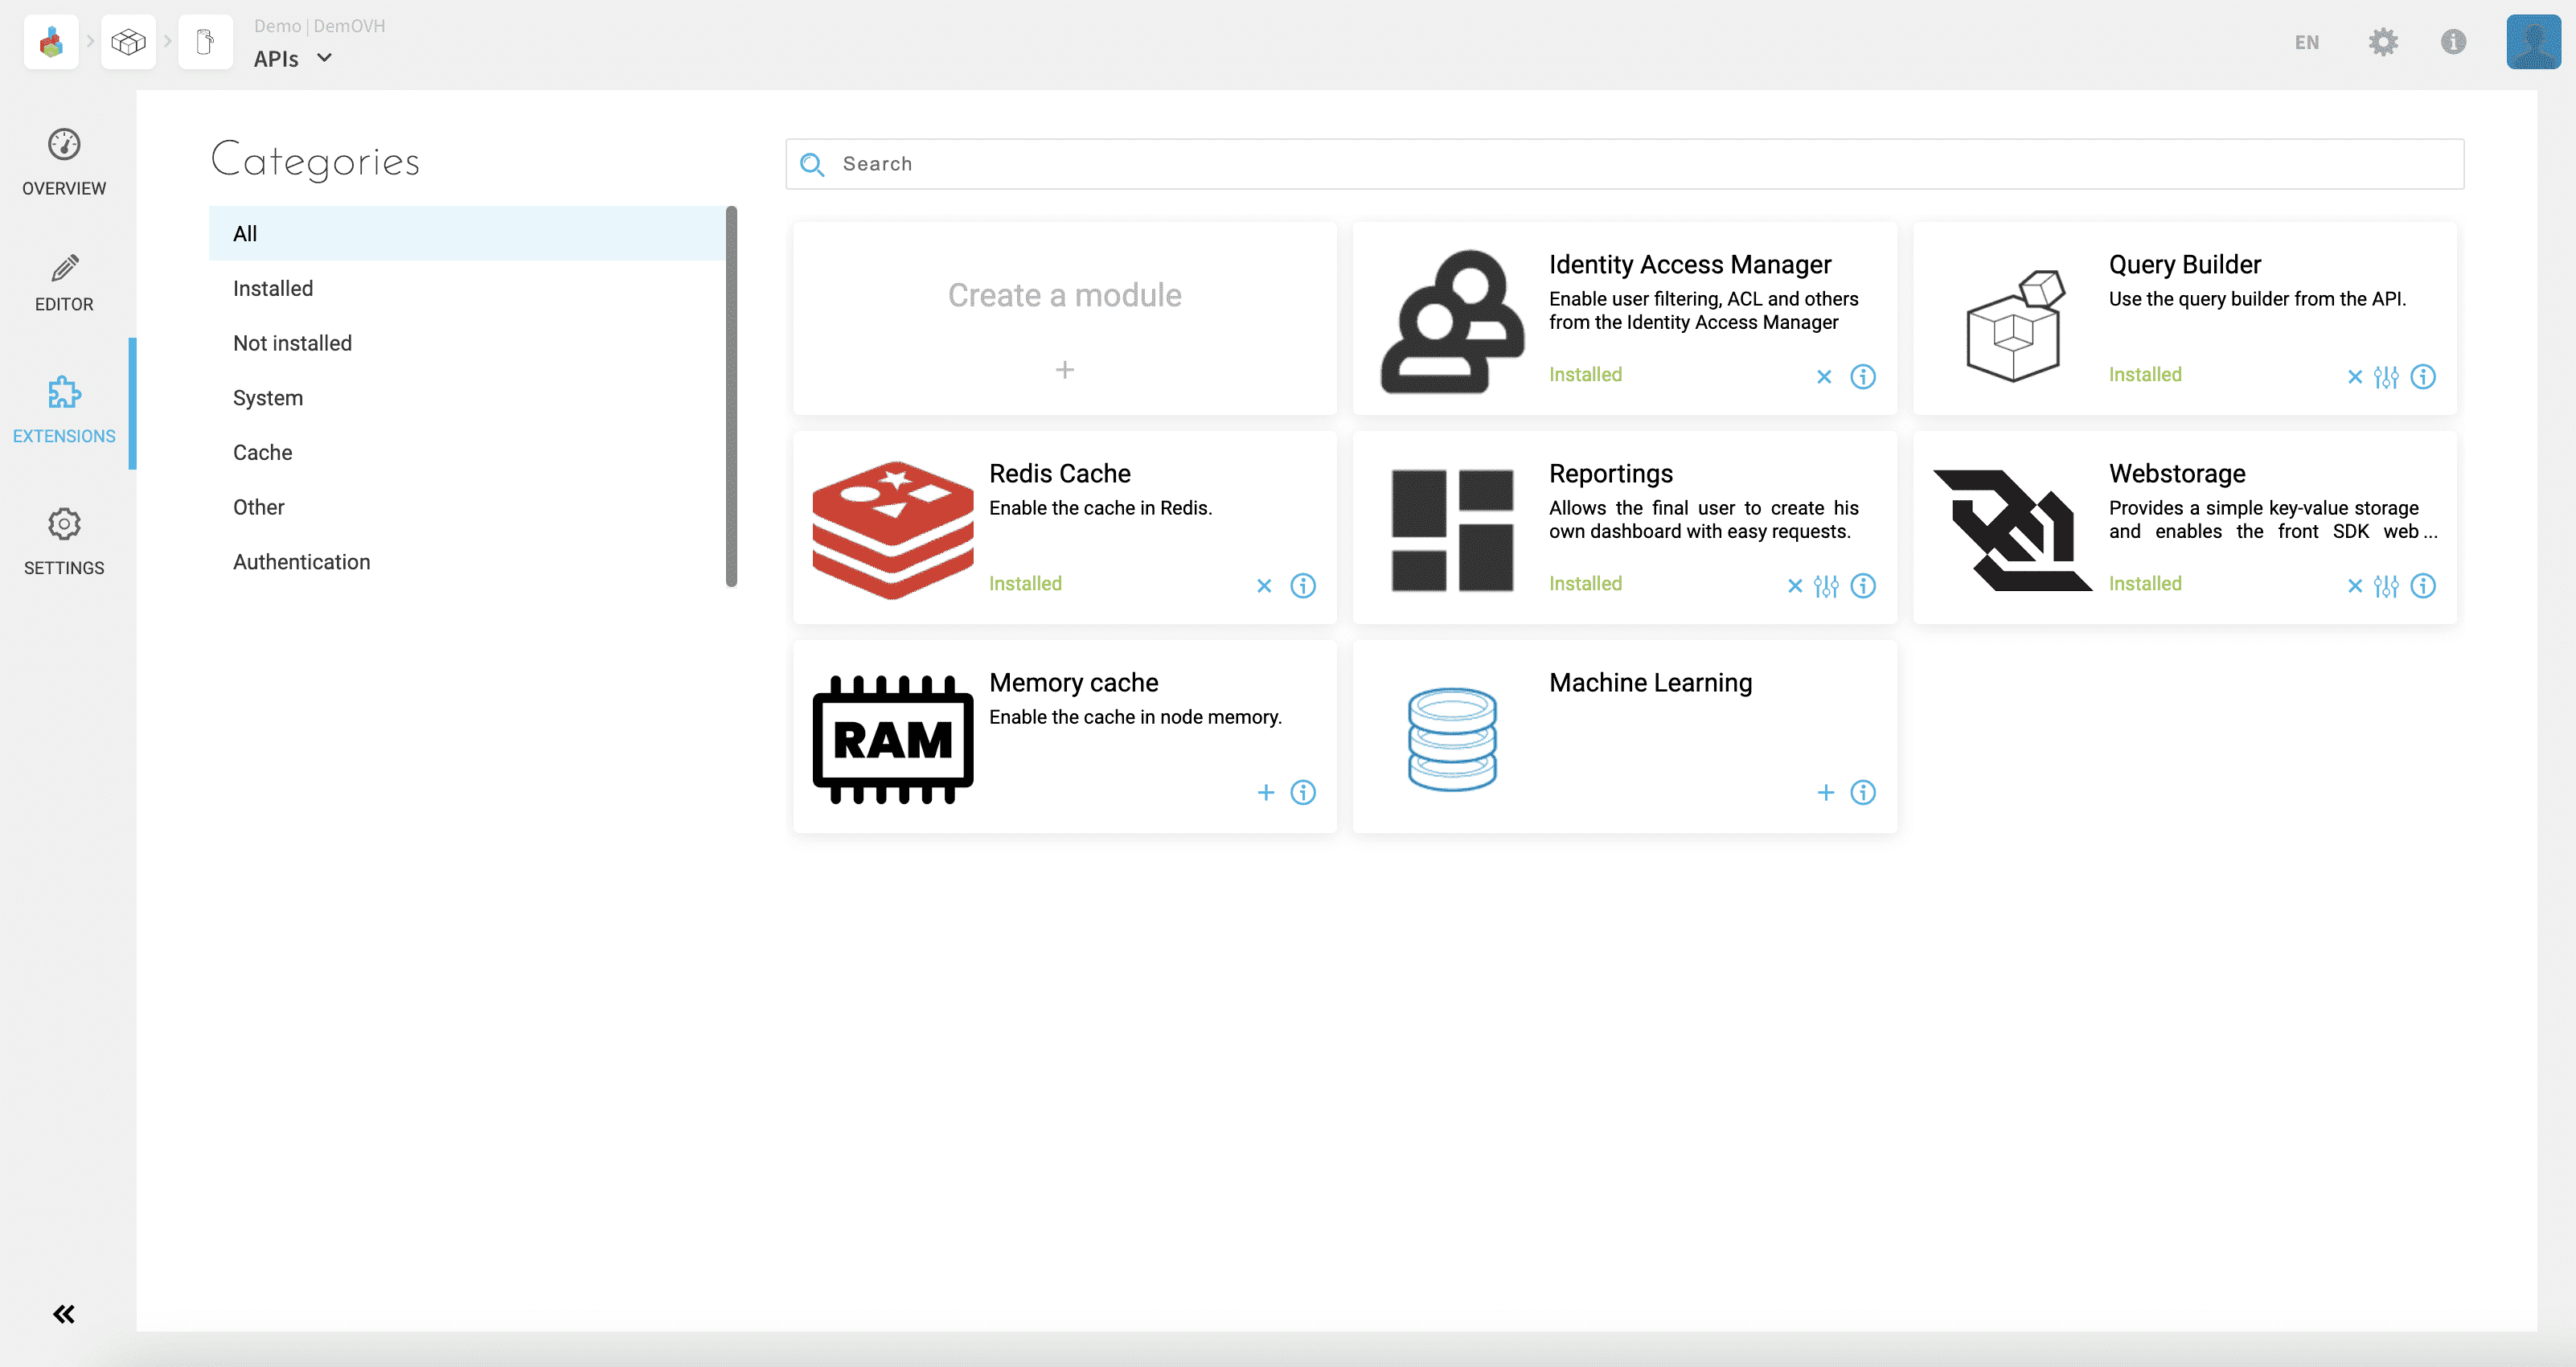 Demo | DemOVH
APIs
EN
OVERVIEW
EDITOR
EXTENSIONS
SETTINGS
Categories
All
Installed
Not installed
System
Cache
Other
Authentication
Search
Create a module
+
Identity Access Manager
Enable user filtering, ACL and others
from the Identity Access Manager
Installed
Query Builder
Use the query builder from the API.
Installed
Redis Cache
Enable the cache in Redis.
Installed
Reportings
Allows the final user to create his
own dashboard with easy requests.
Installed
Webstorage
Provides a simple key-value storage
and enables the front SDK web ...
Installed
RAM
Memory cache
Enable the cache in node memory.
Machine Learning